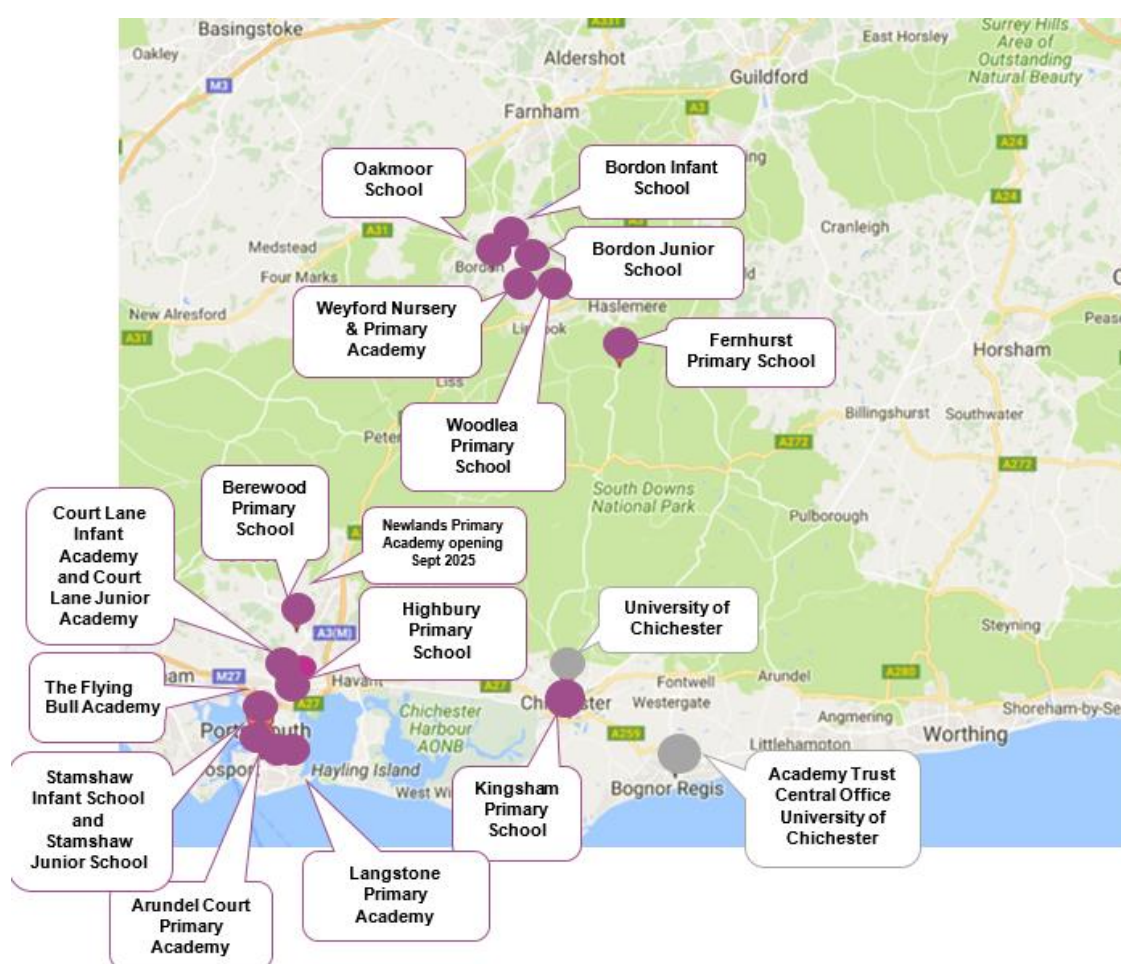 Basingstoke
Oakley
M3
A331
Aldershot
East Horsley
Surrey Hills
Area of
Outstanding
Natural Beauty
Guildford
Farnham
A3
A24
Oakmoor
School
Bordon Infant
School
A31
Medstead
Four Marks
Bordon
Bordon Junior
School
Cranleigh
A24
New Alresford
A31
Weyford Nursery
& Primary
Academy
Haslemere
Fernhurst
Primary School
Horsham
Liss
Woodlea
Primary
School
Billingshurst
Southwater
A272
A272
South Downs
National Park
Pulborough
Berewood
Primary
School
Court Lane
Infant
Academy
and Court
Lane Junior
Academy
Newlands Primary
Academy opening
Sept 2025
Highbury
Primary
School
A3(M)
University of
Chichester
Steyning
M27
Havant
A27
A27
Arundel
A280
Fontwell
Westergate
Chichester
The Flying
Bull Academy
Chichester
Harbour
AONB
Angmering
Worthing
Shoreham-by-Se
A259
Littlehampton
Hayling Island
Bognor Regis
Stamshaw
Infant School
and
Stamshaw
Junior School
Kingsham
Primary
School
Academy Trust
Central Office
University of
Chichester
Langstone
Primary
Academy
Arundel Court
Primary
Academy